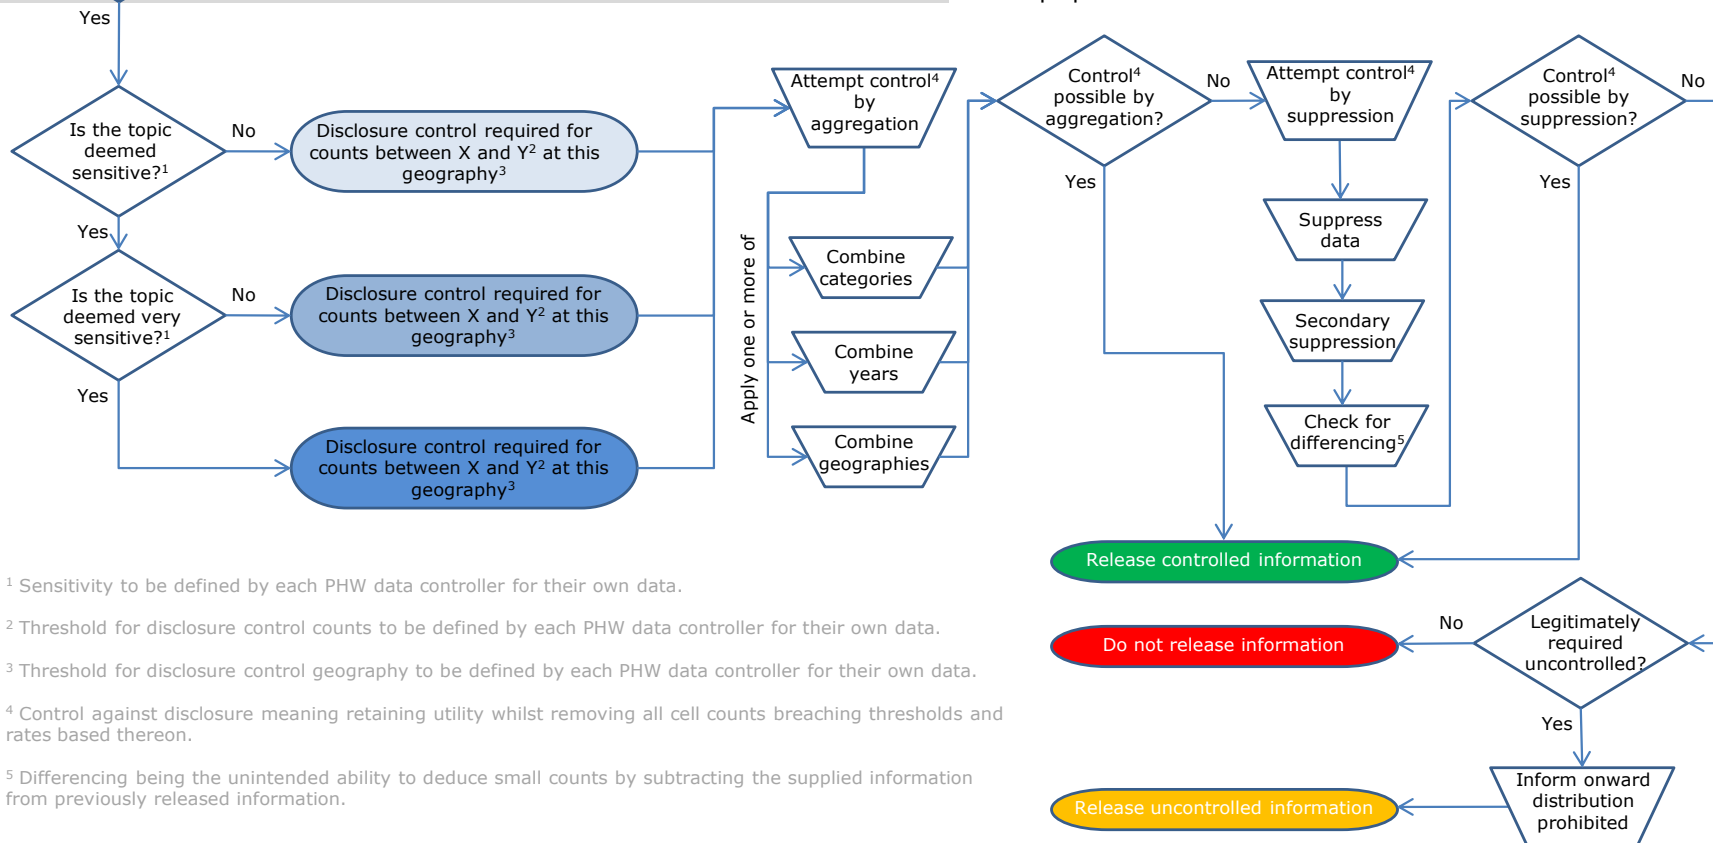 Yes
Is the topic
deemed
sensitive?¹
No
Disclosure control required for
counts between X and Y² at this
geography³
Yes
Is the topic
deemed very
sensitive?¹
No
Disclosure control required for
counts between X and Y² at this
geography³
Yes
Disclosure control required for
counts between X and Y² at this
geography³
Attempt control⁴
by
aggregation
Apply one or more of
Combine
categories
Combine
years
Combine
geographies
Control⁴
possible by
aggregation?
No
Yes
Attempt control⁴
by
suppression
Suppress
data
Secondary
suppression
Check for
differencing⁵
Control⁴
possible by
suppression?
No
Yes
Release controlled information
Legitimately
required
uncontrolled?
No
Do not release information
Yes
Inform onward
distribution
prohibited
Release uncontrolled information
¹ Sensitivity to be defined by each PHW data controller for their own data.
² Threshold for disclosure control counts to be defined by each PHW data controller for their own data.
³ Threshold for disclosure control geography to be defined by each PHW data controller for their own data.
⁴ Control against disclosure meaning retaining utility whilst removing all cell counts breaching thresholds and
rates based thereon.
⁵ Differencing being the unintended ability to deduce small counts by subtracting the supplied information
from previously released information.